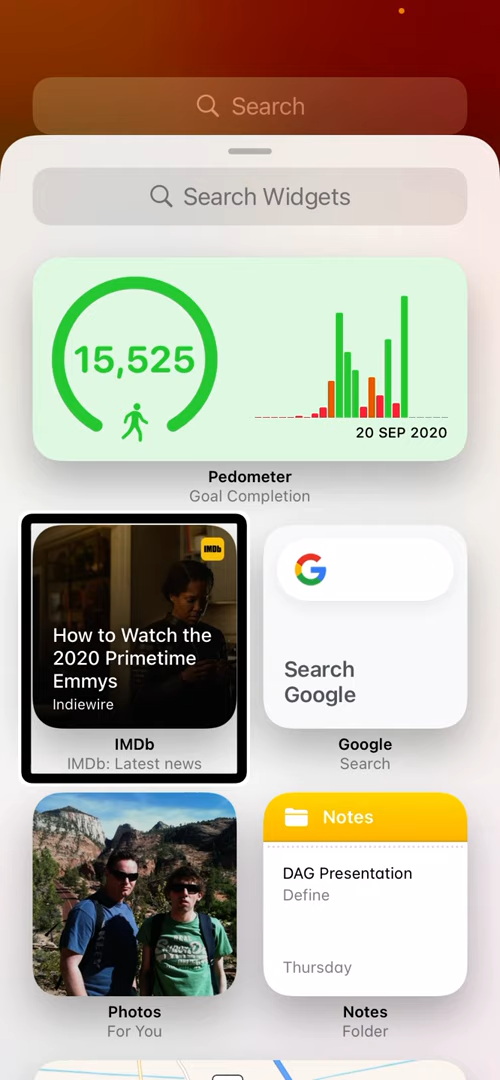 Search
Search Widgets
15,525
20 SEP 2020
Pedometer
Goal Completion
IMDb
How to Watch the
2020 Primetime
Emmys
Indiewire
IMDb
IMDb: Latest news
G
Search
Google
Google
Search
Notes
DAG Presentation
Define
Thursday
Photos
For You
Notes
Folder